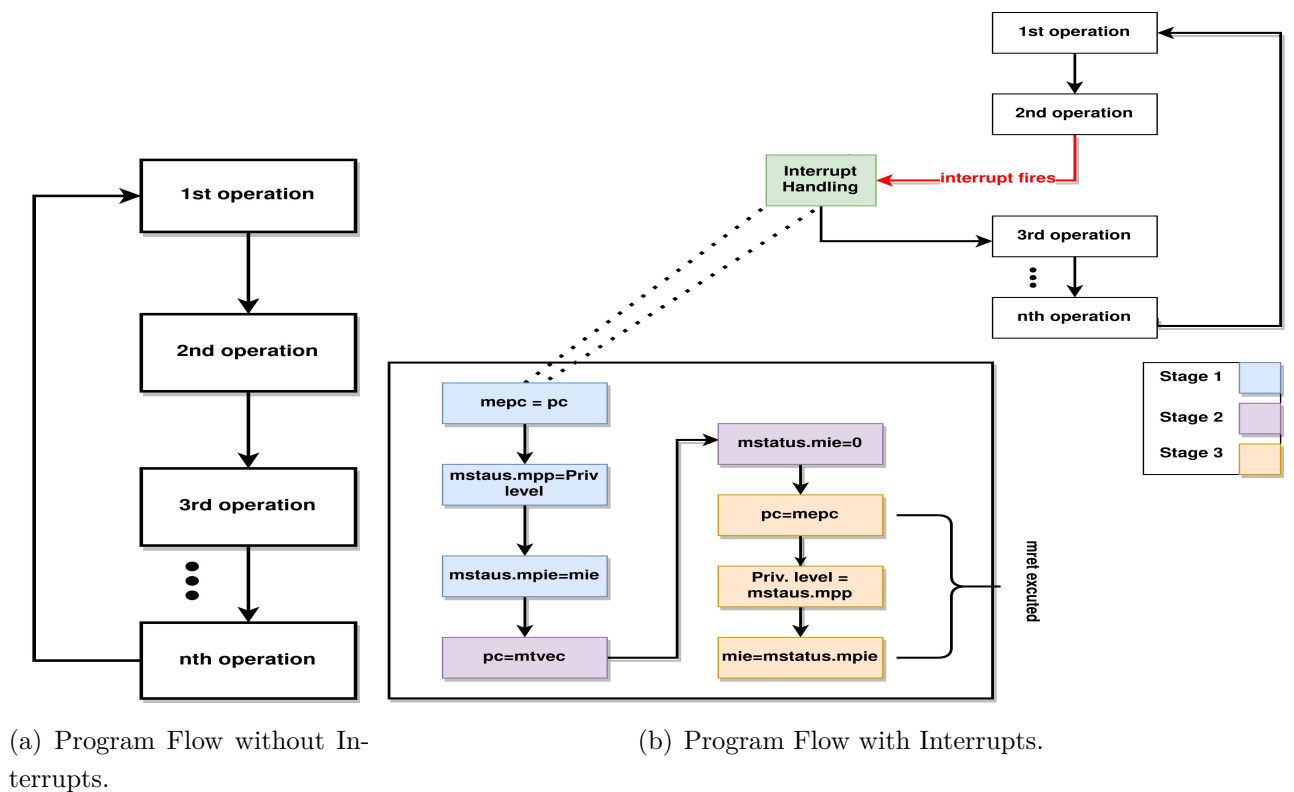 1st operation
2nd operation
3rd operation
nth operation
1st operation
2nd operation
interrupt fires
Interrupt
Handling
3rd operation
nth operation
mepc = pc
mstaus.mpp=Priv
level
mstaus.mpie=mie
pc=mtvec
mstatus.mie=0
pc=mepc
Priv. level =
mstaus.mpp
mie=mstatus.mpie
mret excuted
Stage 1
Stage 2
Stage 3
(a) Program Flow without In-
terrupts.
(b) Program Flow with Interrupts.